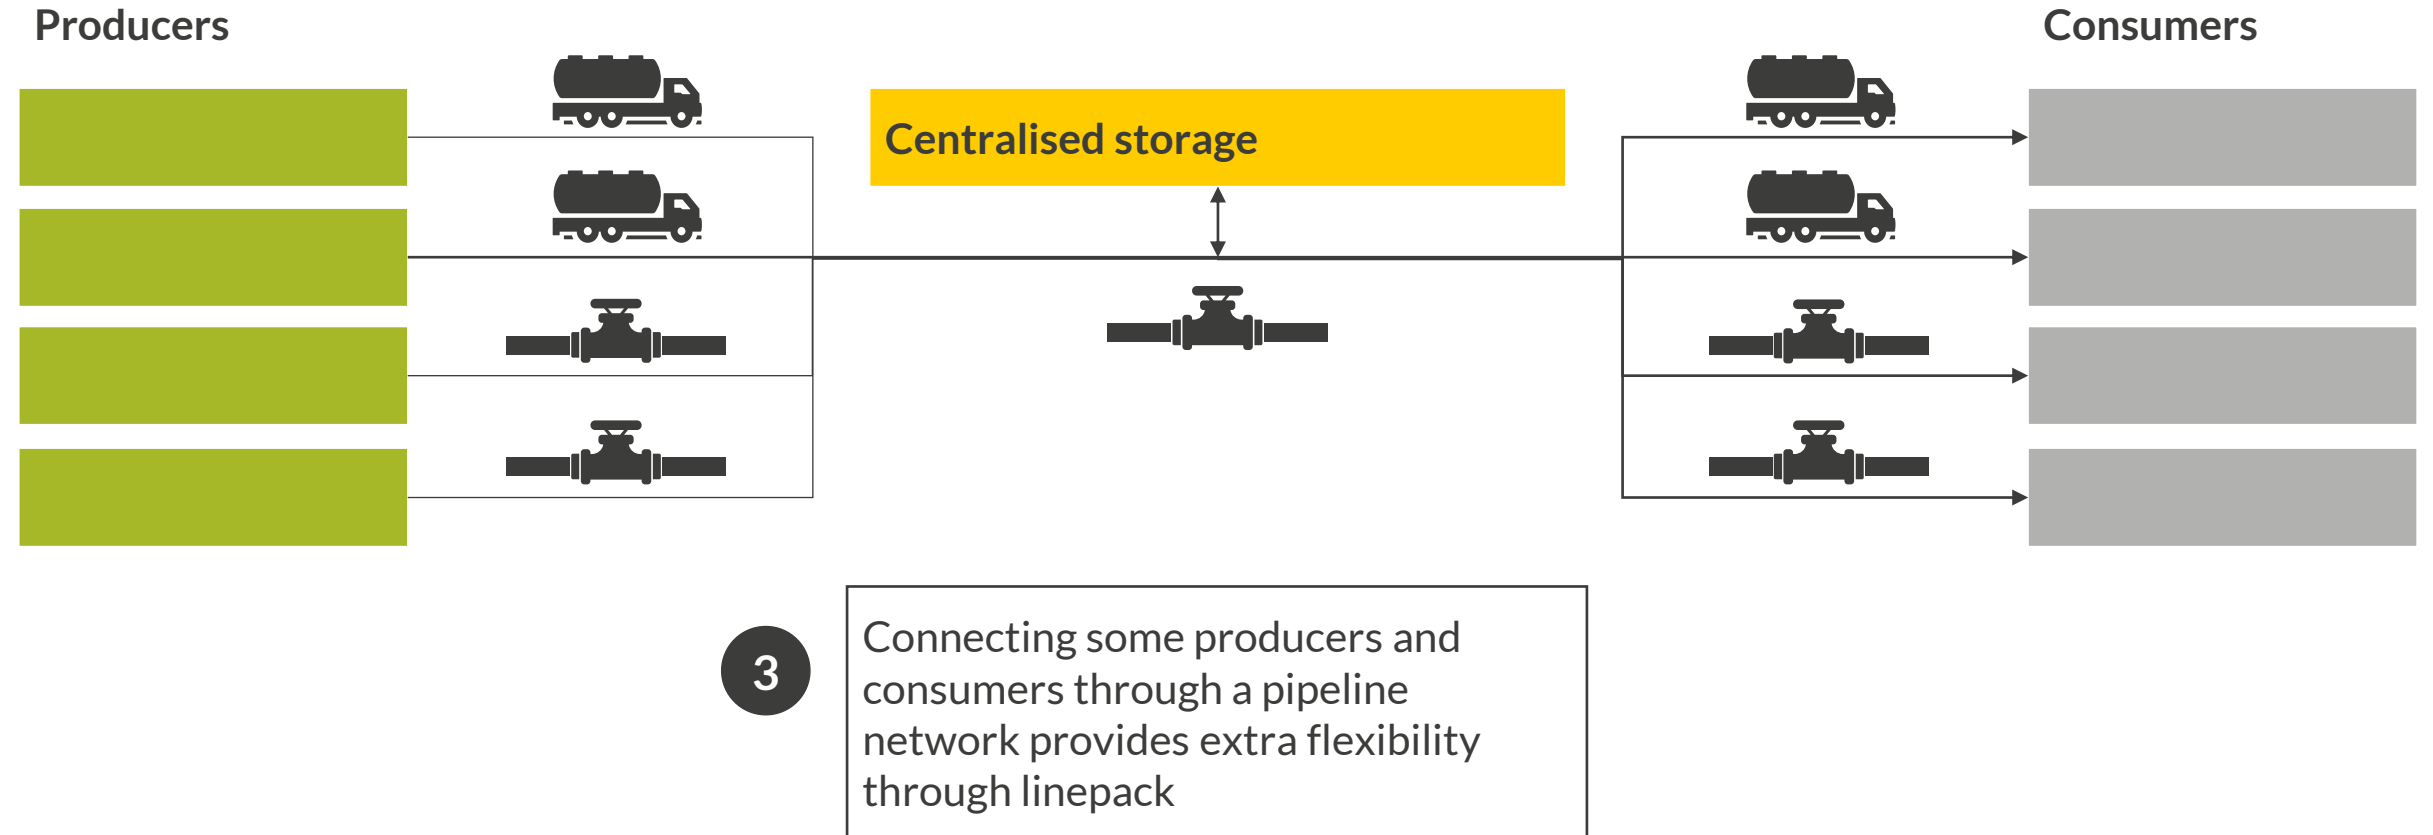 Producers
Consumers
Centralised storage
3
Connecting some producers and
consumers through a pipeline
network provides extra flexibility
through linepack